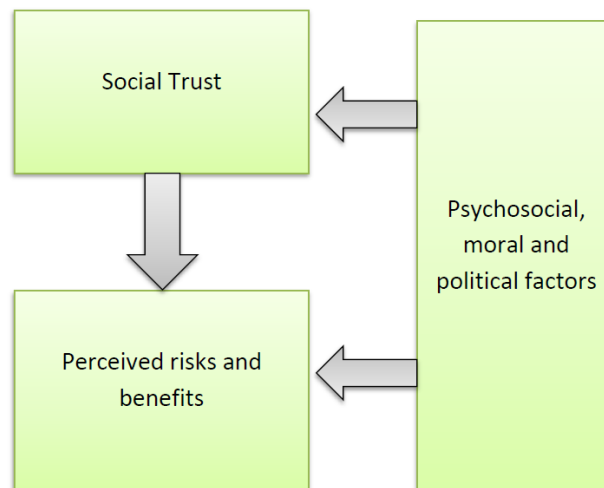 Social Trust
Psychosocial,
moral and
political factors
Perceived risks and
benefits